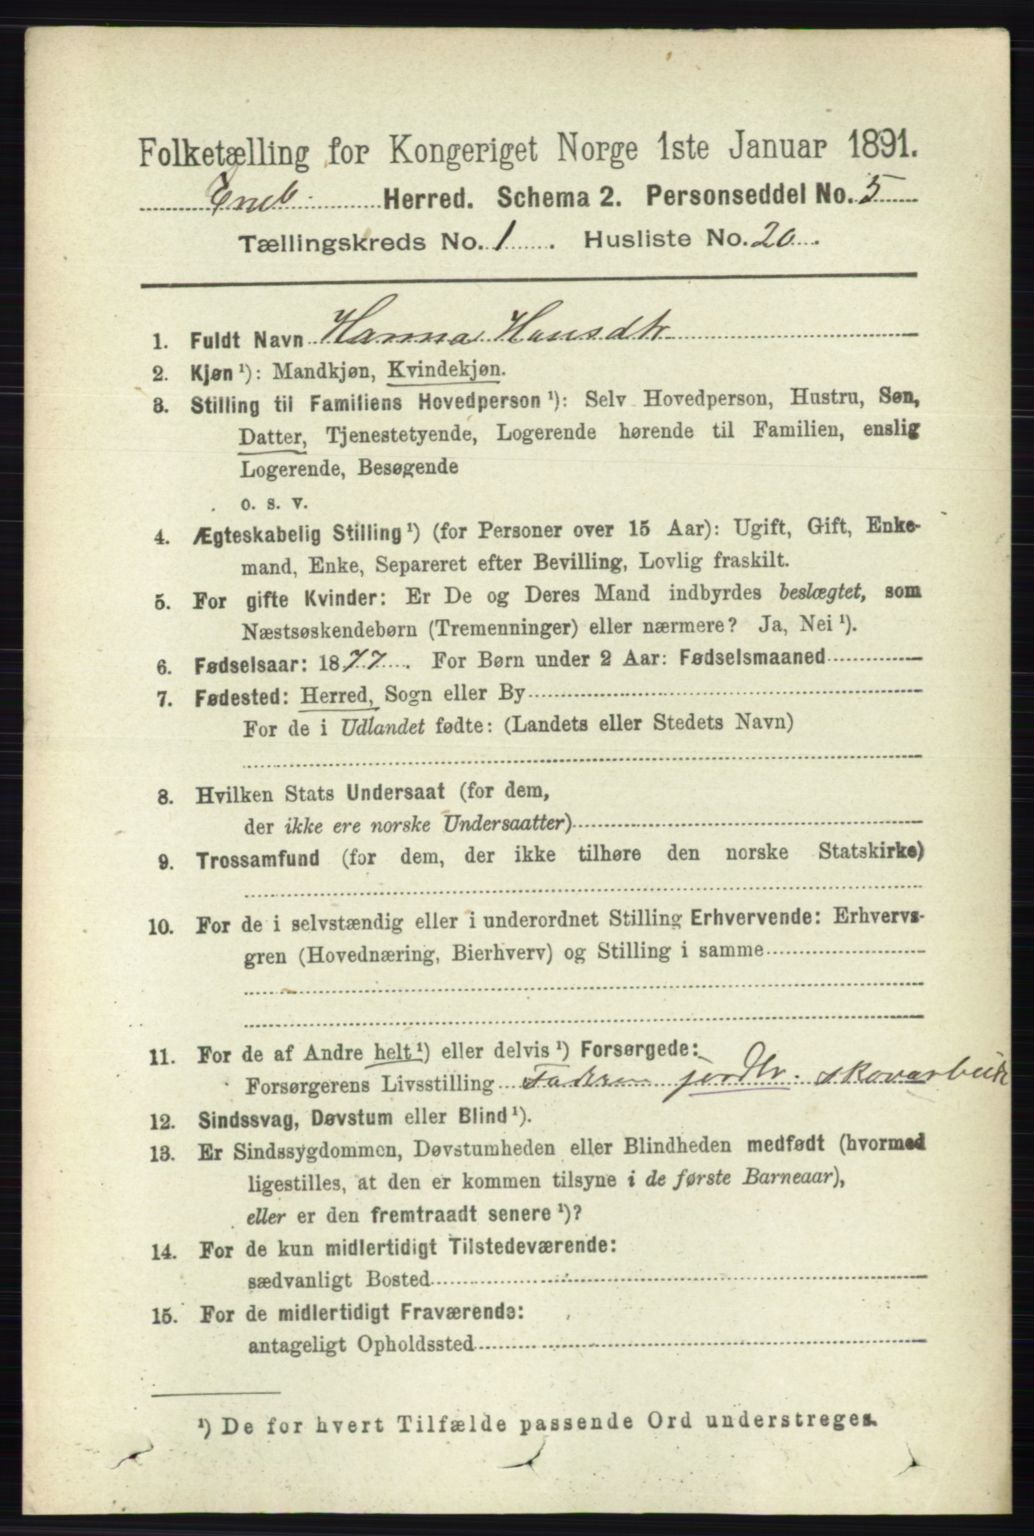 Folketælling for Kongeriget Norge 1ste Januar 1891.
Eneb Herred. Schema 2. Personseddel No. 5
Tællingskreds No. 1. Husliste No. 20.
1. Fuldt Navn Hanna Hansdtr
2. Kjøn ¹): Mandkjøn, Kvindekjøn.
3. Stilling til Familiens Hovedperson ¹): Selv Hovedperson, Hustru, Søn,
Datter, Tjenestetyende, Logerende hørende til Familien, enslig
Logerende, Besøgende
o. s. v.
4. Ægteskabelig Stilling ¹) (for Personer over 15 Aar): Ugift, Gift, Enke-
mand, Enke, Separeret efter Bevilling, Lovlig fraskilt.
5. For gifte Kvinder: Er De og Deres Mand indbyrdes beslægtet, som
Næstsøskendebørn (Tremenninger) eller nærmere? Ja, Nei ¹).
6. Fødselsaar: 1877. For Børn under 2 Aar: Fødselsmaaned
7. Fødested: Herred, Sogn eller By
For de i Udlandet fødte: (Landets eller Stedets Navn)
8. Hvilken Stats Undersaat (for dem,
der ikke ere norske Undersaatter)
9. Trossamfund (for dem, der ikke tilhøre den norske Statskirke)
10. For de i selvstændig eller i underordnet Stilling Erhvervende: Erhvervs-
gren (Hovednæring, Bierhverv) og Stilling i samme
11. For de af Andre helt ¹) eller delvis ¹) Forsørgede:
Forsørgerens Livsstilling Faderen jordbr. skovarbeide
12. Sindssvag, Døvstum eller Blind ¹).
13. Er Sindssygdommen, Døvstumheden eller Blindheden medfødt (hvormed
ligestilles, at den er kommen tilsyne i de første Barneaar),
eller er den fremtraadt senere ¹)?
14. For de kun midlertidigt Tilstedeværende:
sædvanligt Bosted
15. For de midlertidigt Fraværende:
antageligt Opholdssted
¹) De for hvert Tilfælde passende Ord understreges.